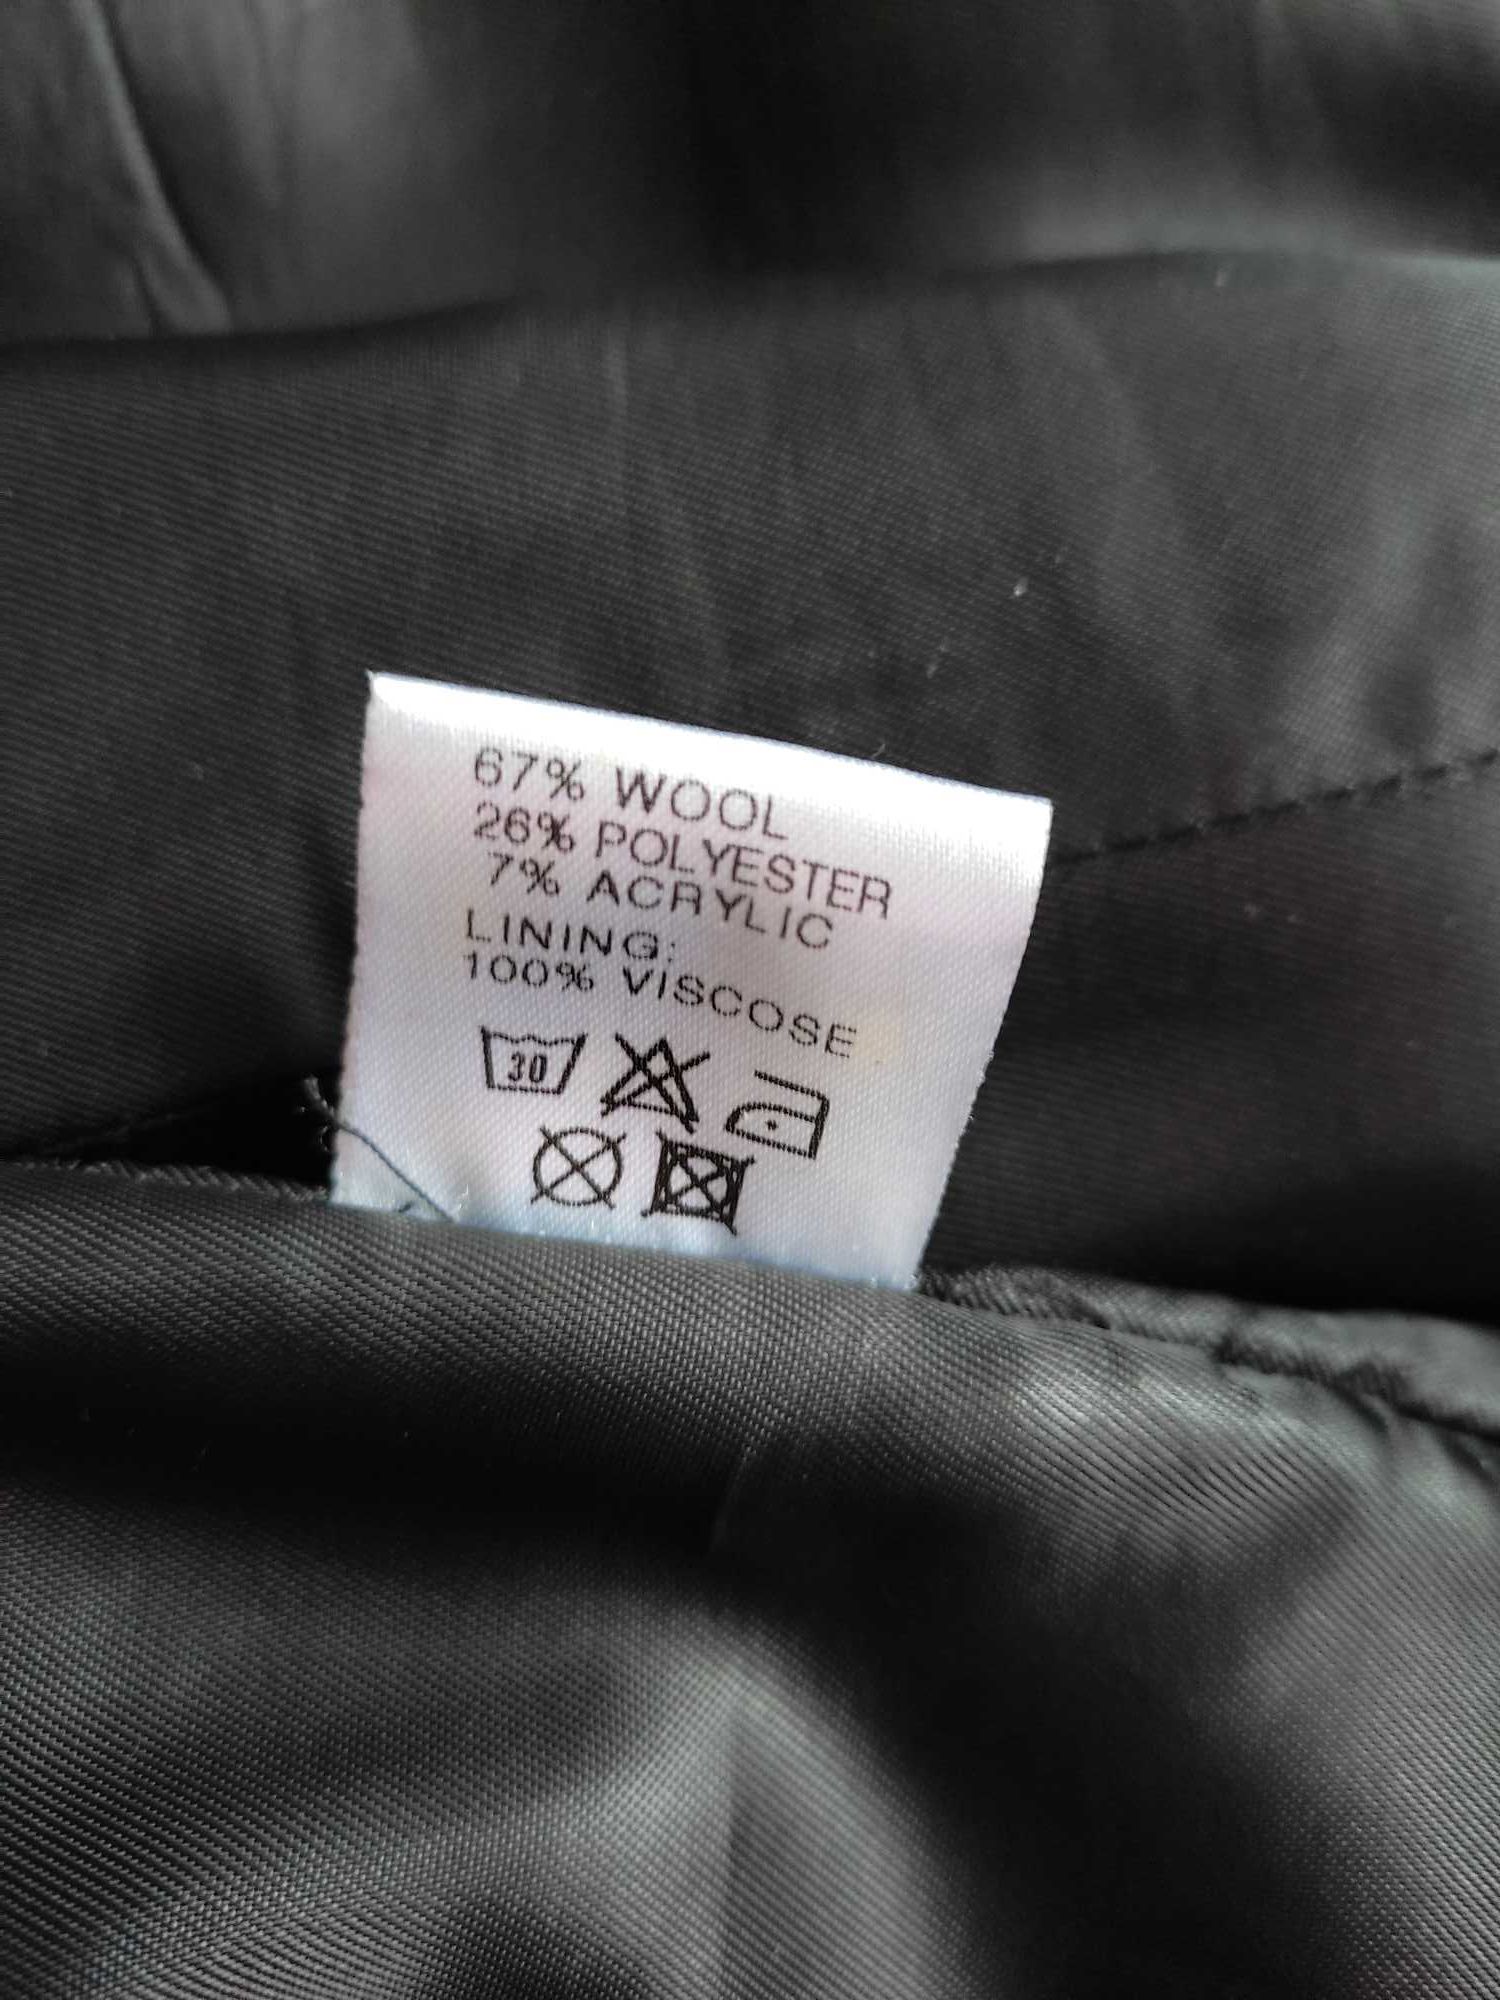 67% WOOL
26% POLYESTER
7% ACRYLIC
LINING:
100% VISCOSE
30